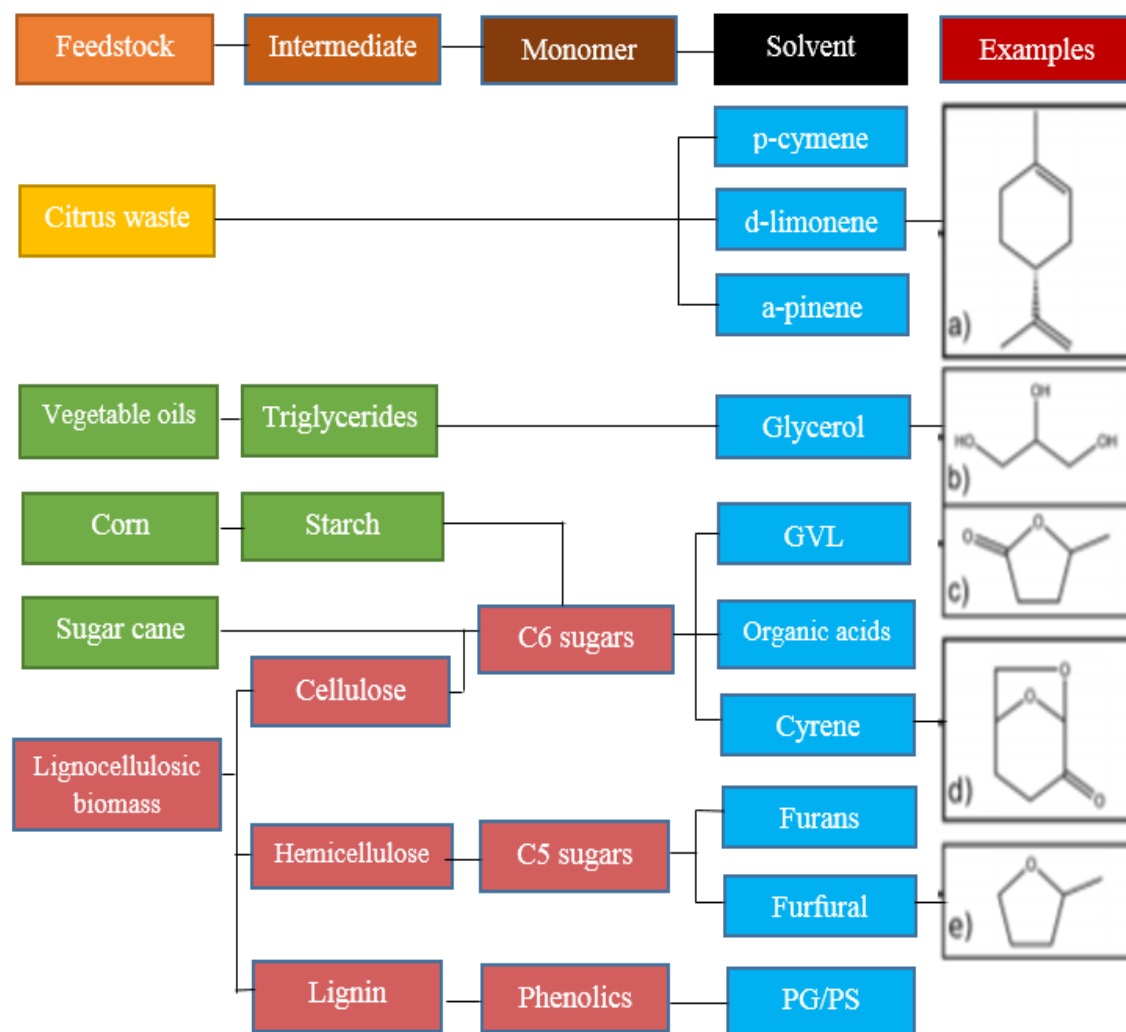 Feedstock
Intermediate
Monomer
Solvent
Examples
p-cymene
Citrus waste
d-limonene
a-pinene
a)
Vegetable oils
Triglycerides
Glycerol
OH
HO
OH
b)
Corn
Starch
GVL
O
O
c)
Sugar cane
C6 sugars
Organic acids
Cellulose
Cyrene
O
O
O
d)
Lignocellulosic
biomass
Hemicellulose
C5 sugars
Furans
Furfural
O
e)
Lignin
Phenolics
PG/PS